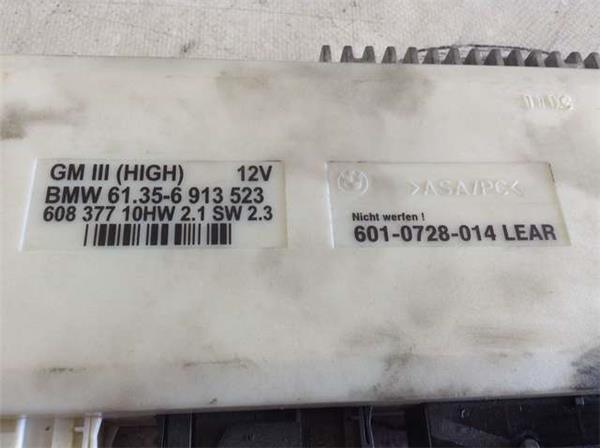 GM III (HIGH) 12V
BMW 61.35-6 913 523
608 377 10HW 2.1 SW 2.3
>ASA/PC<
Nicht werfen !
601-0728-014 LEAR